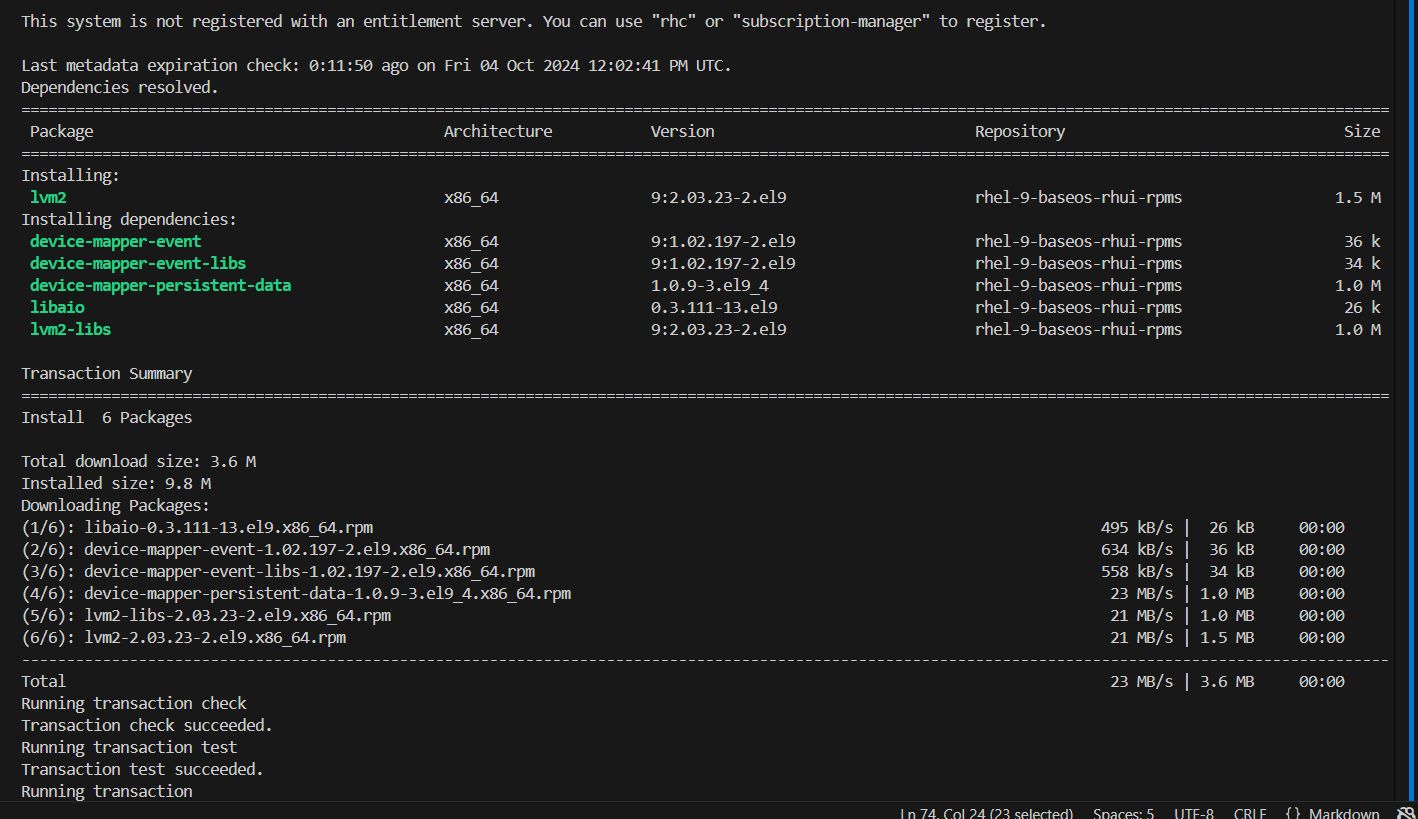 This system is not registered with an entitlement server. You can use "rhc" or "subscription-manager" to register.
Last metadata expiration check: 0:11:50 ago on Fri 04 Oct 2024 12:02:41 PM UTC.
Dependencies resolved.
================================================================================
Package Architecture Version Repository Size
================================================================================
Installing:
lvm2 x86_64 9:2.03.23-2.el9 rhel-9-baseos-rhui-rpms 1.5 M
Installing dependencies:
device-mapper-event x86_64 9:1.02.197-2.el9 rhel-9-baseos-rhui-rpms 36 k
device-mapper-event-libs x86_64 9:1.02.197-2.el9 rhel-9-baseos-rhui-rpms 34 k
device-mapper-persistent-data x86_64 1.0.9-3.el9_4 rhel-9-baseos-rhui-rpms 1.0 M
libaio x86_64 0.3.111-13.el9 rhel-9-baseos-rhui-rpms 26 k
lvm2-libs x86_64 9:2.03.23-2.el9 rhel-9-baseos-rhui-rpms 1.0 M
Transaction Summary
================================================================================
Install 6 Packages
Total download size: 3.6 M
Installed size: 9.8 M
Downloading Packages:
(1/6): libaio-0.3.111-13.el9.x86_64.rpm 495 kB/s | 26 kB 00:00
(2/6): device-mapper-event-1.02.197-2.el9.x86_64.rpm 634 kB/s | 36 kB 00:00
(3/6): device-mapper-event-libs-1.02.197-2.el9.x86_64.rpm 558 kB/s | 34 kB 00:00
(4/6): device-mapper-persistent-data-1.0.9-3.el9_4.x86_64.rpm 23 MB/s | 1.0 MB 00:00
(5/6): lvm2-libs-2.03.23-2.el9.x86_64.rpm 21 MB/s | 1.0 MB 00:00
(6/6): lvm2-2.03.23-2.el9.x86_64.rpm 21 MB/s | 1.5 MB 00:00
--------------------------------------------------------------------------------
Total 23 MB/s | 3.6 MB 00:00
Running transaction check
Transaction check succeeded.
Running transaction test
Transaction test succeeded.
Running transaction
Ln 74, Col 24 (23 selected) Spaces: 5 UTF-8 CRLF {} Markdown